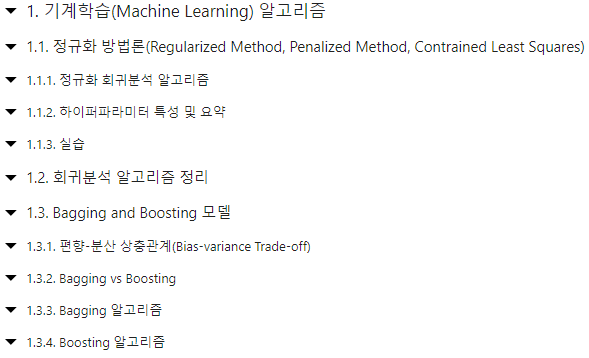 1. 기계학습(Machine Learning) 알고리즘
1.1. 정규화 방법론(Regularized Method, Penalized Method, Contrained Least Squares)
1.1.1. 정규화 회귀분석 알고리즘
1.1.2. 하이퍼파라미터 특성 및 요약
1.1.3. 실습
1.2. 회귀분석 알고리즘 정리
1.3. Bagging and Boosting 모델
1.3.1. 편향-분산 상충관계(Bias-variance Trade-off)
1.3.2. Bagging vs Boosting
1.3.3. Bagging 알고리즘
1.3.4. Boosting 알고리즘